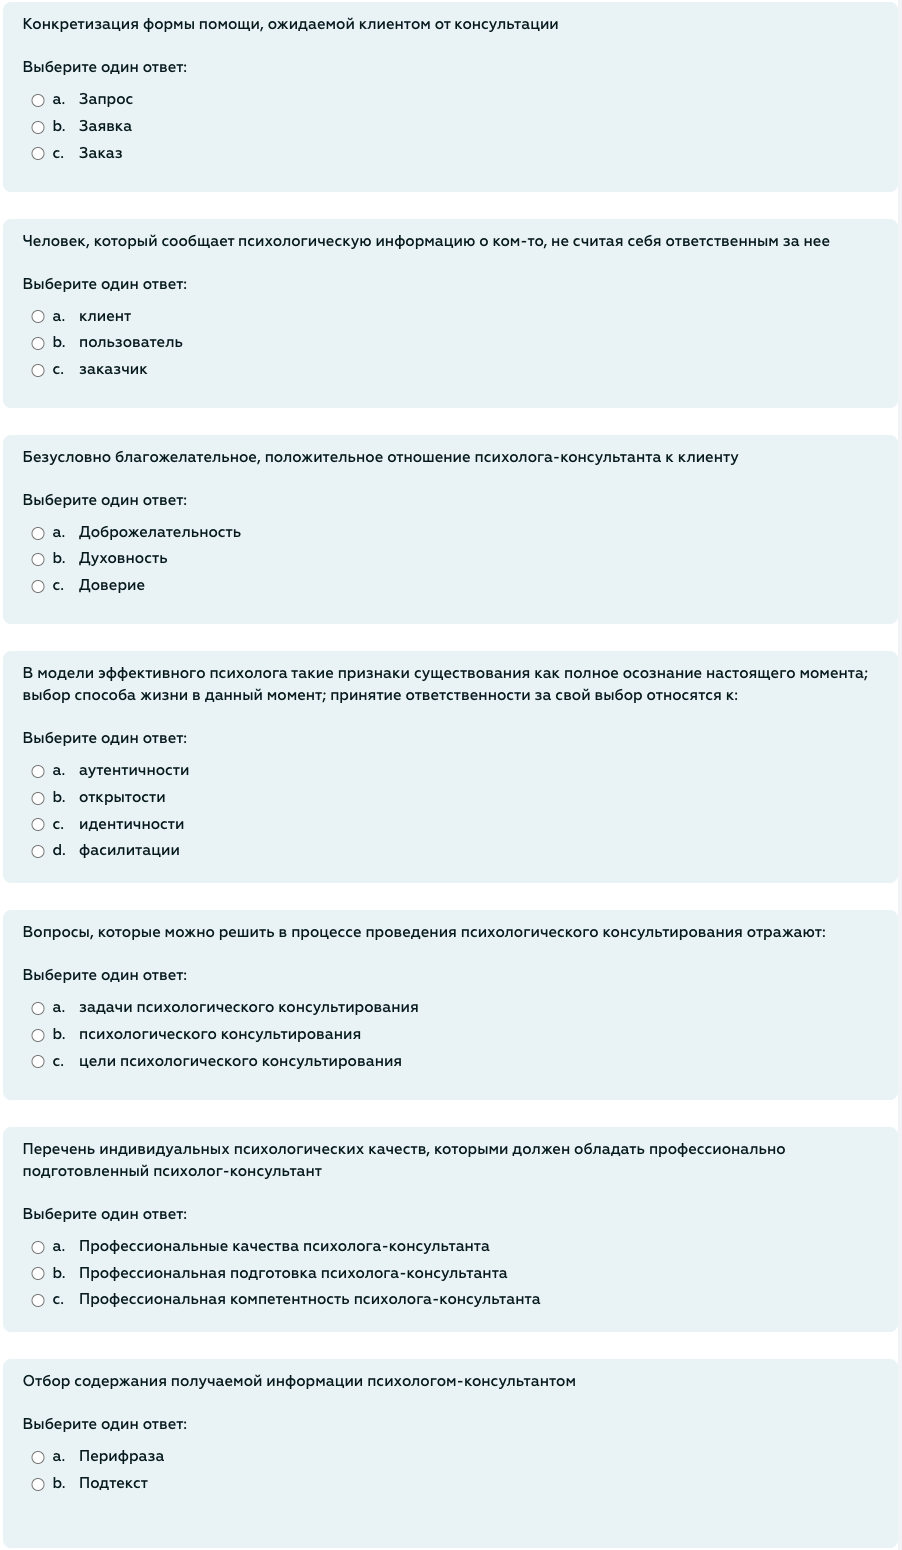 Конкретизация формы помощи, ожидаемой клиентом от консультации
Выберите один ответ:
a. Запрос
b. Заявка
c. Заказ
Человек, который сообщает психологическую информацию о ком-то, не считая себя ответственным за нее
Выберите один ответ:
a. клиент
b. пользователь
c. заказчик
Безусловно благожелательное, положительное отношение психолога-консультанта к клиенту
Выберите один ответ:
a. Доброжелательность
b. Духовность
c. Доверие
В модели эффективного психолога такие признаки существования как полное осознание настоящего момента;
выбор способа жизни в данный момент; принятие ответственности за свой выбор относятся к:
Выберите один ответ:
a. аутентичности
b. открытости
c. идентичности
d. фасилитации
Вопросы, которые можно решить в процессе проведения психологического консультирования отражают:
Выберите один ответ:
a. задачи психологического консультирования
b. психологического консультирования
c. цели психологического консультирования
Перечень индивидуальных психологических качеств, которыми должен обладать профессионально
подготовленный психолог-консультант
Выберите один ответ:
a. Профессиональные качества психолога-консультанта
b. Профессиональная подготовка психолога-консультанта
c. Профессиональная компетентность психолога-консультанта
Отбор содержания получаемой информации психологом-консультантом
Выберите один ответ:
a. Перифраза
b. Подтекст